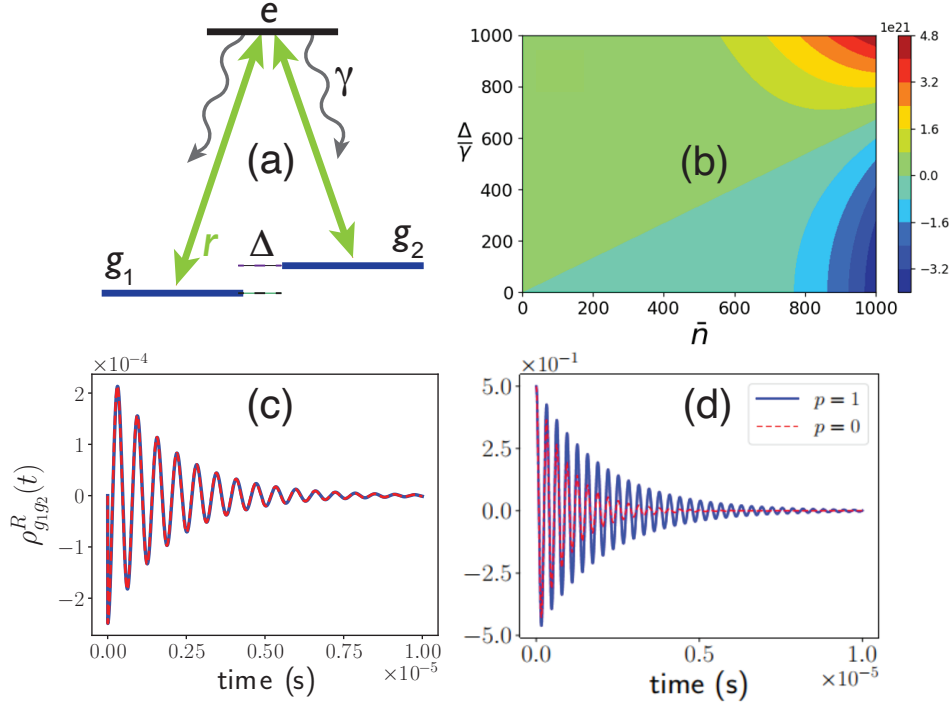 e
γ
(a)
r
Δ
g₁
g₂
1e21
1000
800
600
400
200
0
Δ/γ
(b)
0 200 400 600 800 1000
n̄
4.8
3.2
1.6
0.0
−1.6
−3.2
×10⁻⁴
2
1
0
−1
−2
ρᴿg₁g₂(t)
(c)
0.00 0.25 0.50 0.75 1.00
×10⁻⁵
time (s)
×10⁻¹
5.0
2.5
0.0
−2.5
−5.0
(d)
p = 1
p = 0
0.0 0.5 1.0
×10⁻⁵
time (s)